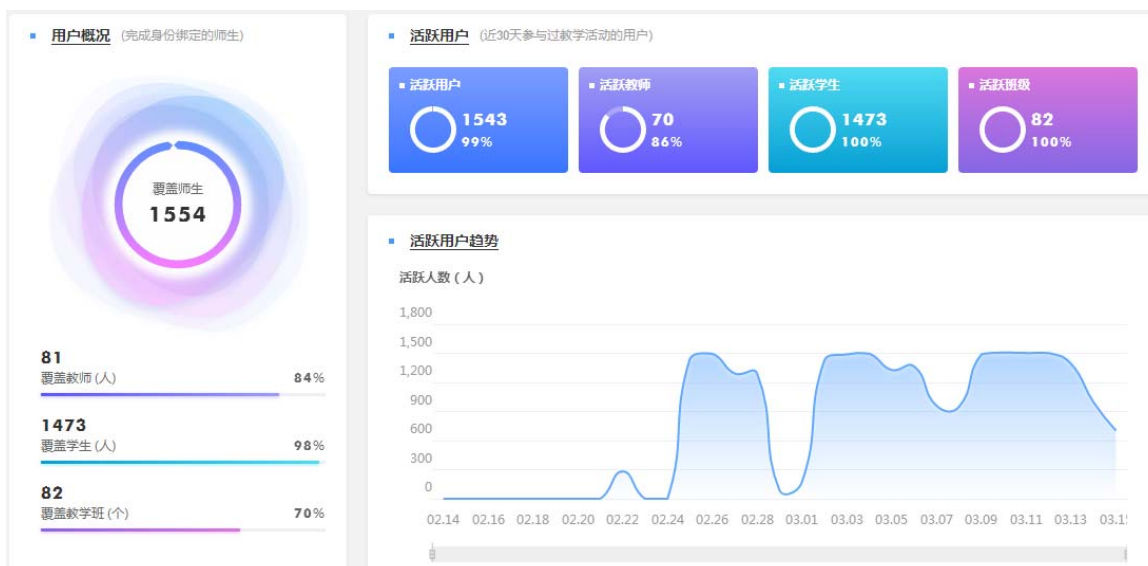 用户概况 (完成身份绑定的师生)
覆盖师生
1554
81
覆盖教师 (人) 84%
1473
覆盖学生 (人) 98%
82
覆盖教学班 (个) 70%
活跃用户 (近30天参与过教学活动的用户)
活跃用户
1543
99%
活跃教师
70
86%
活跃学生
1473
100%
活跃班级
82
100%
活跃用户趋势
活跃人数 ( 人 )
1,800
1,500
1,200
900
600
300
0
02.14 02.16 02.18 02.20 02.22 02.24 02.26 02.28 03.01 03.03 03.05 03.07 03.09 03.11 03.13 03.15